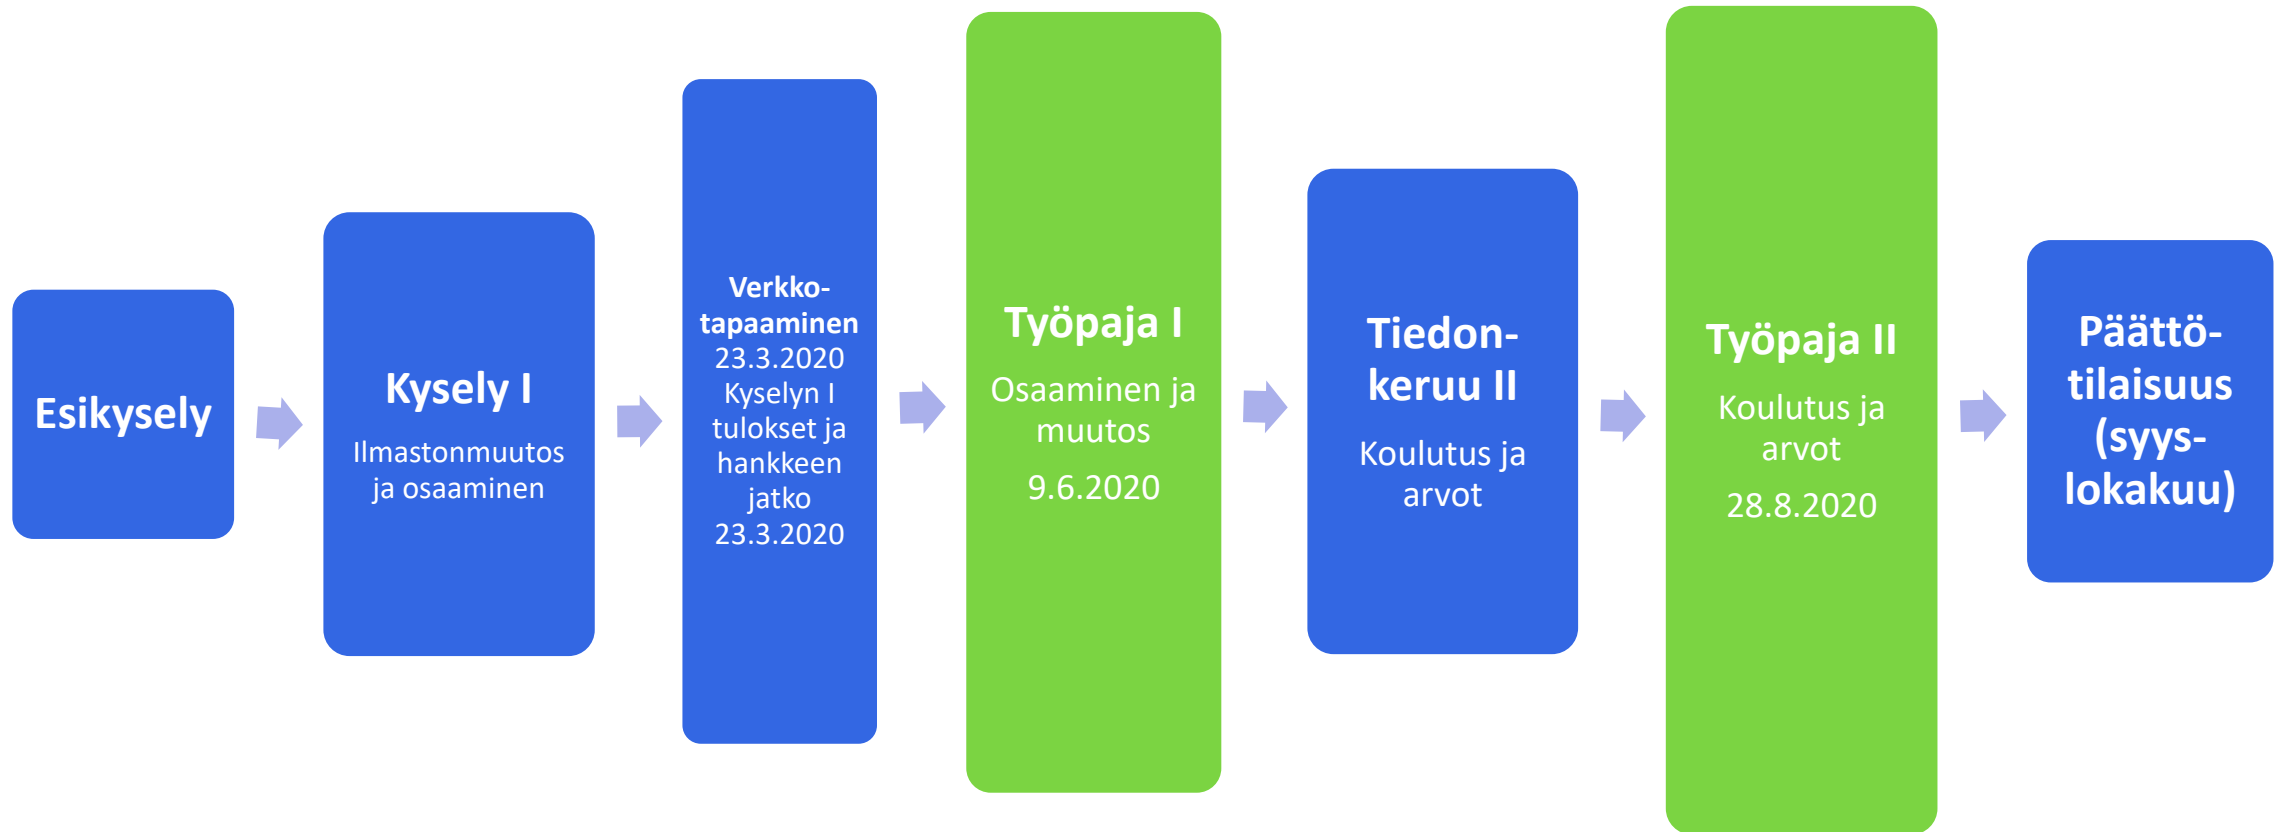 Esikysely
Kysely I
Ilmastonmuutos
ja osaaminen
Verkko-
tapaaminen
23.3.2020
Kyselyn I
tulokset ja
hankkeen
jatko
23.3.2020
Työpaja I
Osaaminen ja
muutos
9.6.2020
Tiedon-
keruu II
Koulutus ja
arvot
Työpaja II
Koulutus ja
arvot
28.8.2020
Päättö-
tilaisuus
(syys-
lokakuu)